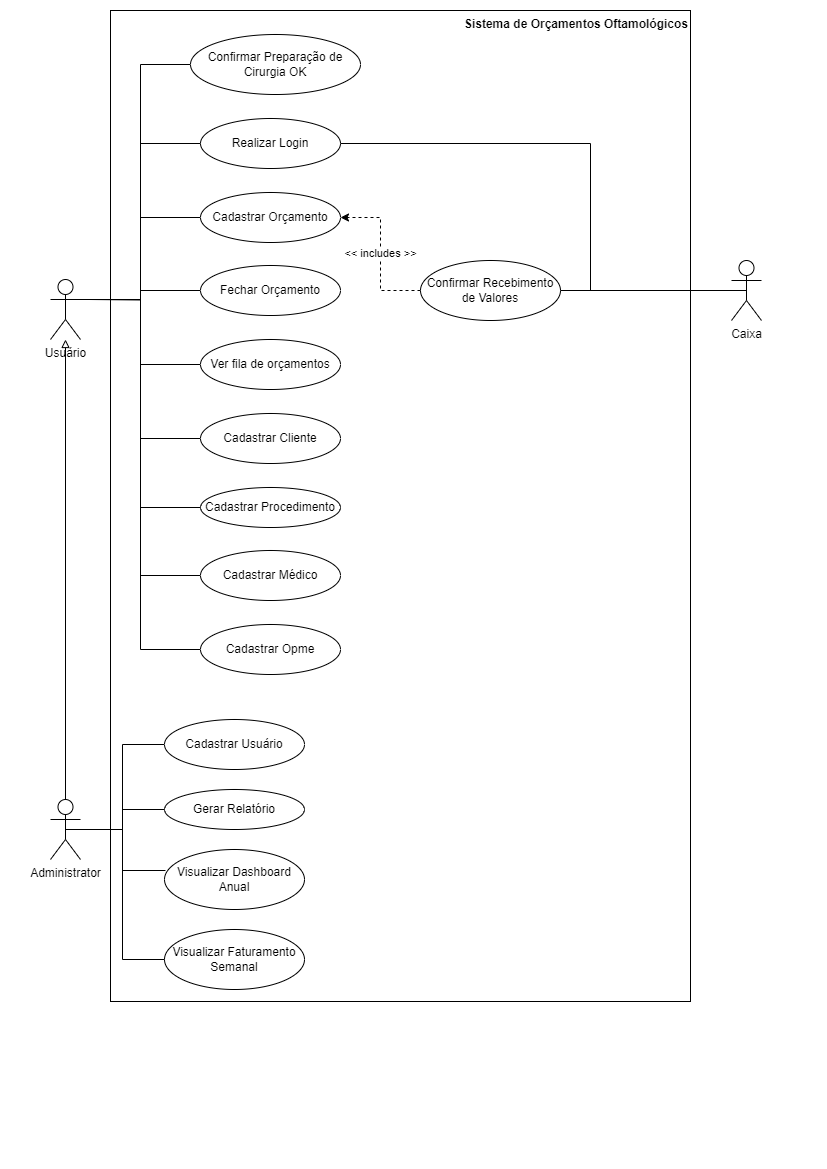 Sistema de Orçamentos Oftamológicos
Confirmar Preparação de
Cirurgia OK
Realizar Login
Cadastrar Orçamento
<< includes >>
Fechar Orçamento
Confirmar Recebimento
de Valores
Caixa
Usuário
Ver fila de orçamentos
Cadastrar Cliente
Cadastrar Procedimento
Cadastrar Médico
Cadastrar Opme
Cadastrar Usuário
Gerar Relatório
Administrator
Visualizar Dashboard
Anual
Visualizar Faturamento
Semanal